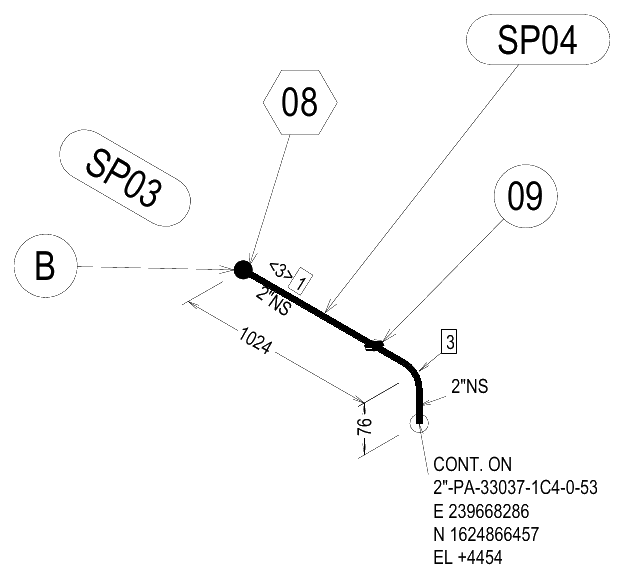 SP04
08
SP03
09
B
<3> 1
2"NS
1024
3
2"NS
76
CONT. ON
2"-PA-33037-1C4-0-53
E 239668286
N 1624866457
EL +4454